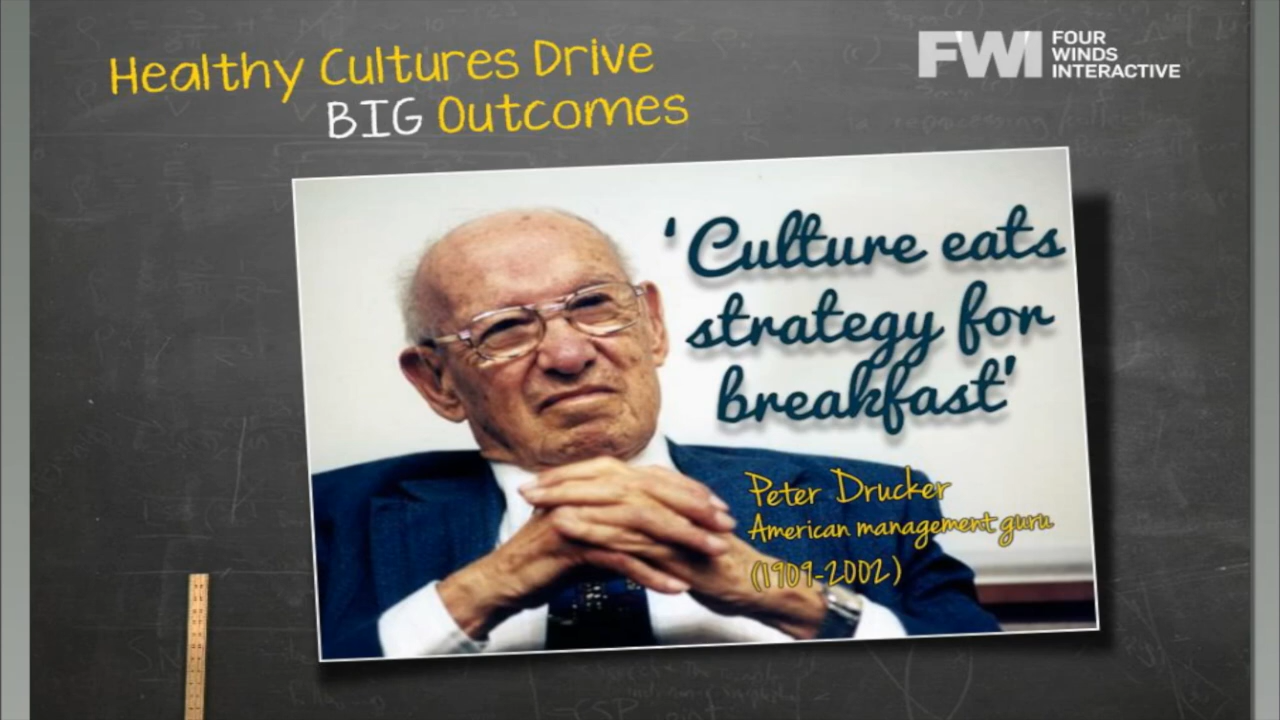 Healthy Cultures Drive
BIG Outcomes
FWI FOUR
WINDS
INTERACTIVE
'Culture eats
strategy for
breakfast'
Peter Drucker
American management guru
(1909-2002)